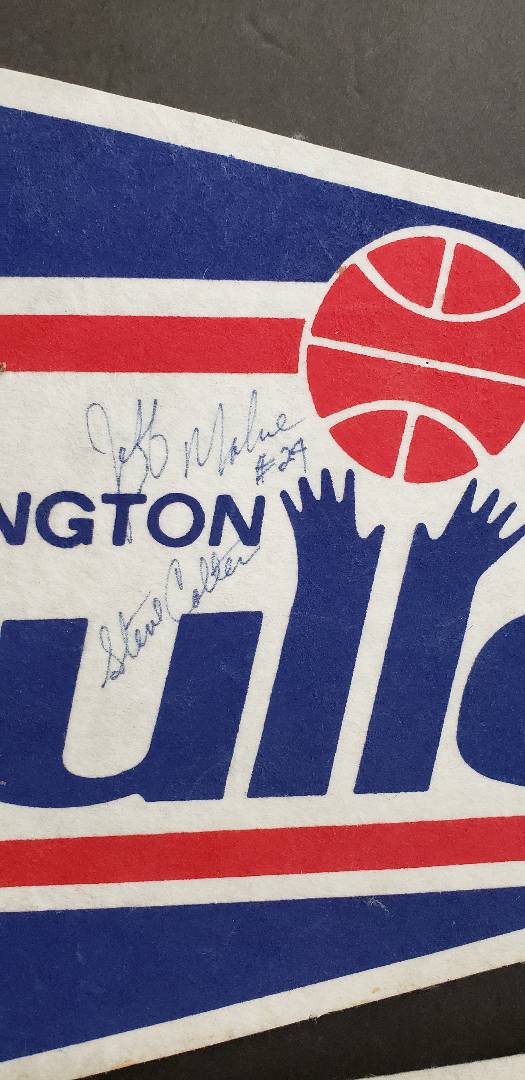 Jeff Malone
#24
NGTON
Steve Colter
ulle